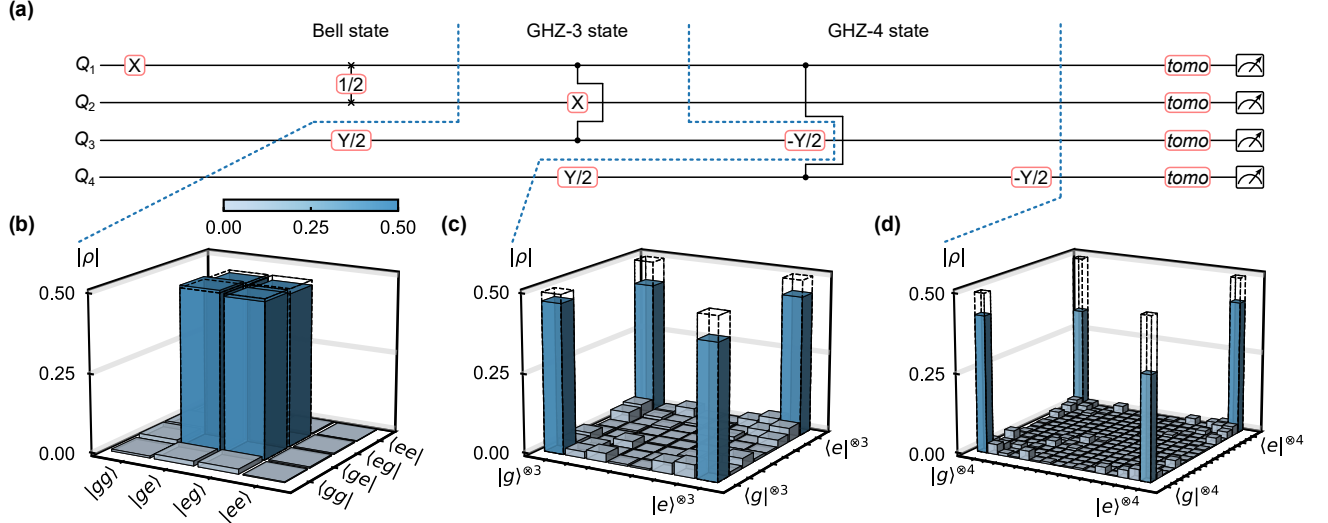 (a)
Bell state
GHZ-3 state
GHZ-4 state
Q1 X tomo
1/2
Q2 X tomo
Q3 Y/2 -Y/2 tomo
Q4 Y/2 -Y/2 tomo
0.00 0.25 0.50
(b)
|ρ|
0.50
0.25
0.00
|gg⟩
|ge⟩
|eg⟩
|ee⟩
⟨gg|
⟨ge|
⟨eg|
⟨ee|
(c)
|ρ|
0.50
0.25
0.00
|g⟩⊗3
|e⟩⊗3
⟨g|⊗3
⟨e|⊗3
(d)
|ρ|
0.50
0.25
0.00
|g⟩⊗4
|e⟩⊗4
⟨g|⊗4
⟨e|⊗4